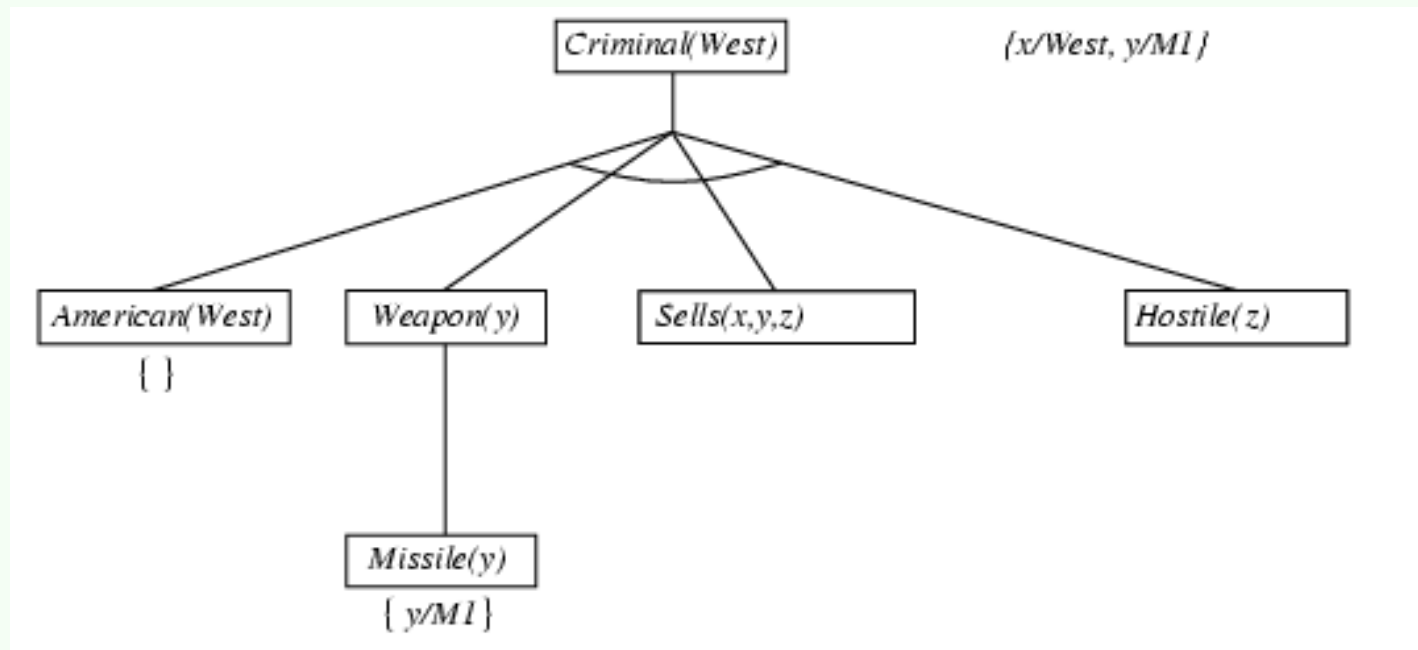 Criminal(West)
{x/West, y/M1}
American(West)
Weapon(y)
Sells(x,y,z)
Hostile(z)
{ }
Missile(y)
{ y/M1}